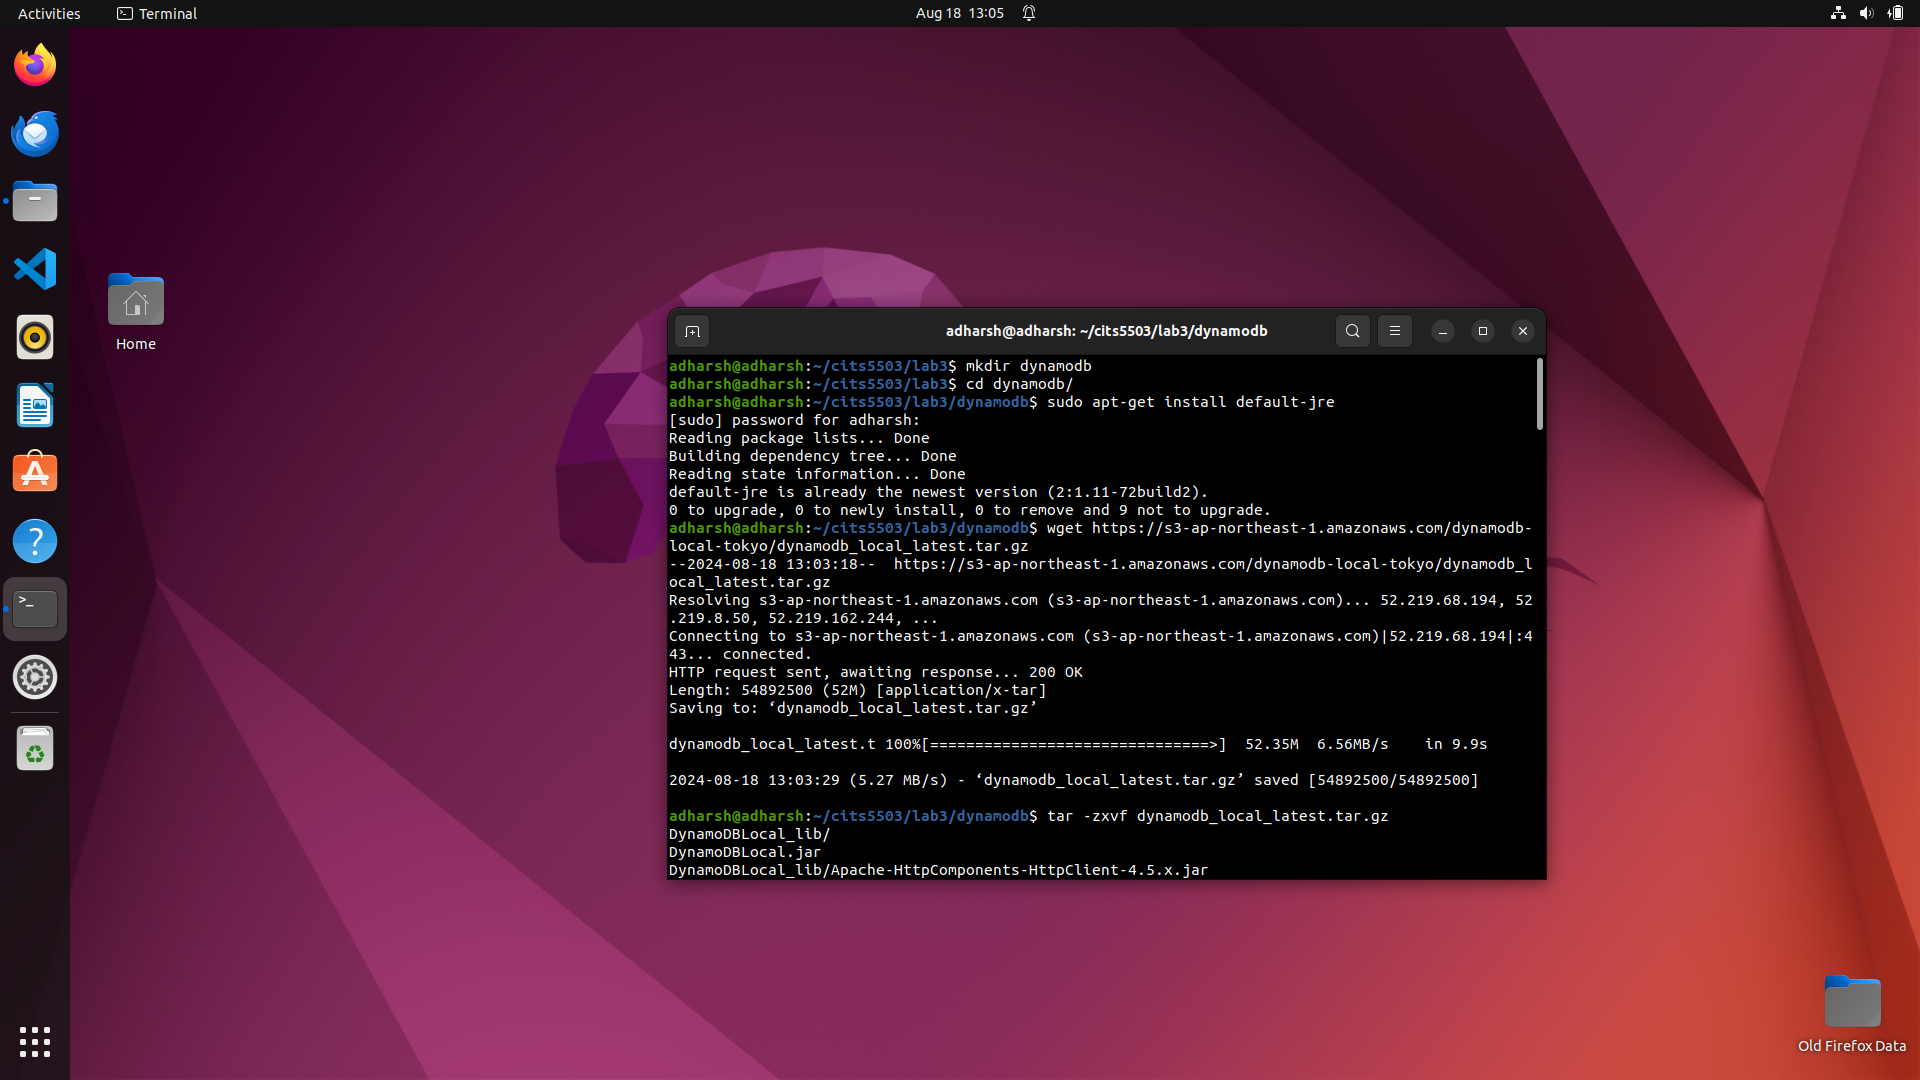 Activities
Terminal
Aug 18 13:05
Home
adharsh@adharsh: ~/cits5503/lab3/dynamodb
adharsh@adharsh:~/cits5503/lab3$ mkdir dynamodb
adharsh@adharsh:~/cits5503/lab3$ cd dynamodb/
adharsh@adharsh:~/cits5503/lab3/dynamodb$ sudo apt-get install default-jre
[sudo] password for adharsh:
Reading package lists... Done
Building dependency tree... Done
Reading state information... Done
default-jre is already the newest version (2:1.11-72build2).
0 to upgrade, 0 to newly install, 0 to remove and 9 not to upgrade.
adharsh@adharsh:~/cits5503/lab3/dynamodb$ wget https://s3-ap-northeast-1.amazonaws.com/dynamodb-
local-tokyo/dynamodb_local_latest.tar.gz
--2024-08-18 13:03:18--  https://s3-ap-northeast-1.amazonaws.com/dynamodb-local-tokyo/dynamodb_l
ocal_latest.tar.gz
Resolving s3-ap-northeast-1.amazonaws.com (s3-ap-northeast-1.amazonaws.com)... 52.219.68.194, 52
.219.8.50, 52.219.162.244, ...
Connecting to s3-ap-northeast-1.amazonaws.com (s3-ap-northeast-1.amazonaws.com)|52.219.68.194|:4
43... connected.
HTTP request sent, awaiting response... 200 OK
Length: 54892500 (52M) [application/x-tar]
Saving to: ‘dynamodb_local_latest.tar.gz’
dynamodb_local_latest.t 100%[===============================>]  52.35M  6.56MB/s    in 9.9s
2024-08-18 13:03:29 (5.27 MB/s) - ‘dynamodb_local_latest.tar.gz’ saved [54892500/54892500]
adharsh@adharsh:~/cits5503/lab3/dynamodb$ tar -zxvf dynamodb_local_latest.tar.gz
DynamoDBLocal_lib/
DynamoDBLocal.jar
DynamoDBLocal_lib/Apache-HttpComponents-HttpClient-4.5.x.jar
Old Firefox Data